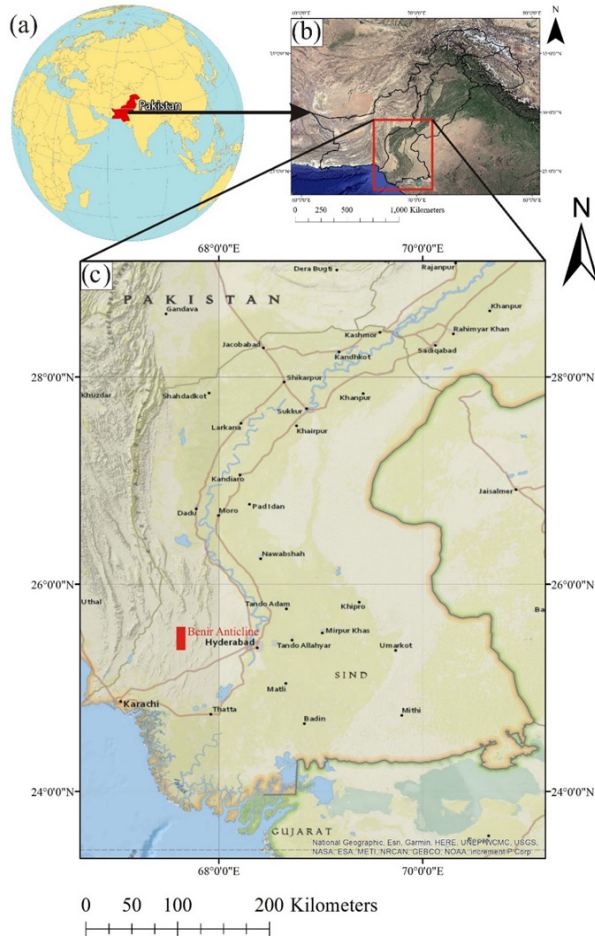 (a)
Pakistan
(b)
N
0 250 500 1,000 Kilometers
N
68°0'0"E
70°0'0"E
(c)
PAKISTAN
Dera Bugti
Rajanpur
Gandava
Khanpur
Kashmor
Rahimyar Khan
Jacobabad
Kandhkot
Sadiqabad
28°0'0"N
28°0'0"N
Shikarpur
Khuzdar
Shahdadkot
Khanpur
Sukkur
Larkana
Khairpur
Kandiaro
Jaisalmer
Dadu
Moro
Pad Idan
Nawabshah
26°0'0"N
26°0'0"N
Uthal
Tando Adam
Khipro
Ba
Benir Anticline
Mirpur Khas
Hyderabad
Tando Allahyar
Umarkot
SIND
Matli
Karachi
Thatta
Badin
Mithi
24°0'0"N
24°0'0"N
GUJARAT
National Geographic, Esri, Garmin, HERE, UNEP-WCMC, USGS,
NASA, ESA, METI, NRCAN, GEBCO, NOAA, increment P Corp.
68°0'0"E
70°0'0"E
0 50 100 200 Kilometers